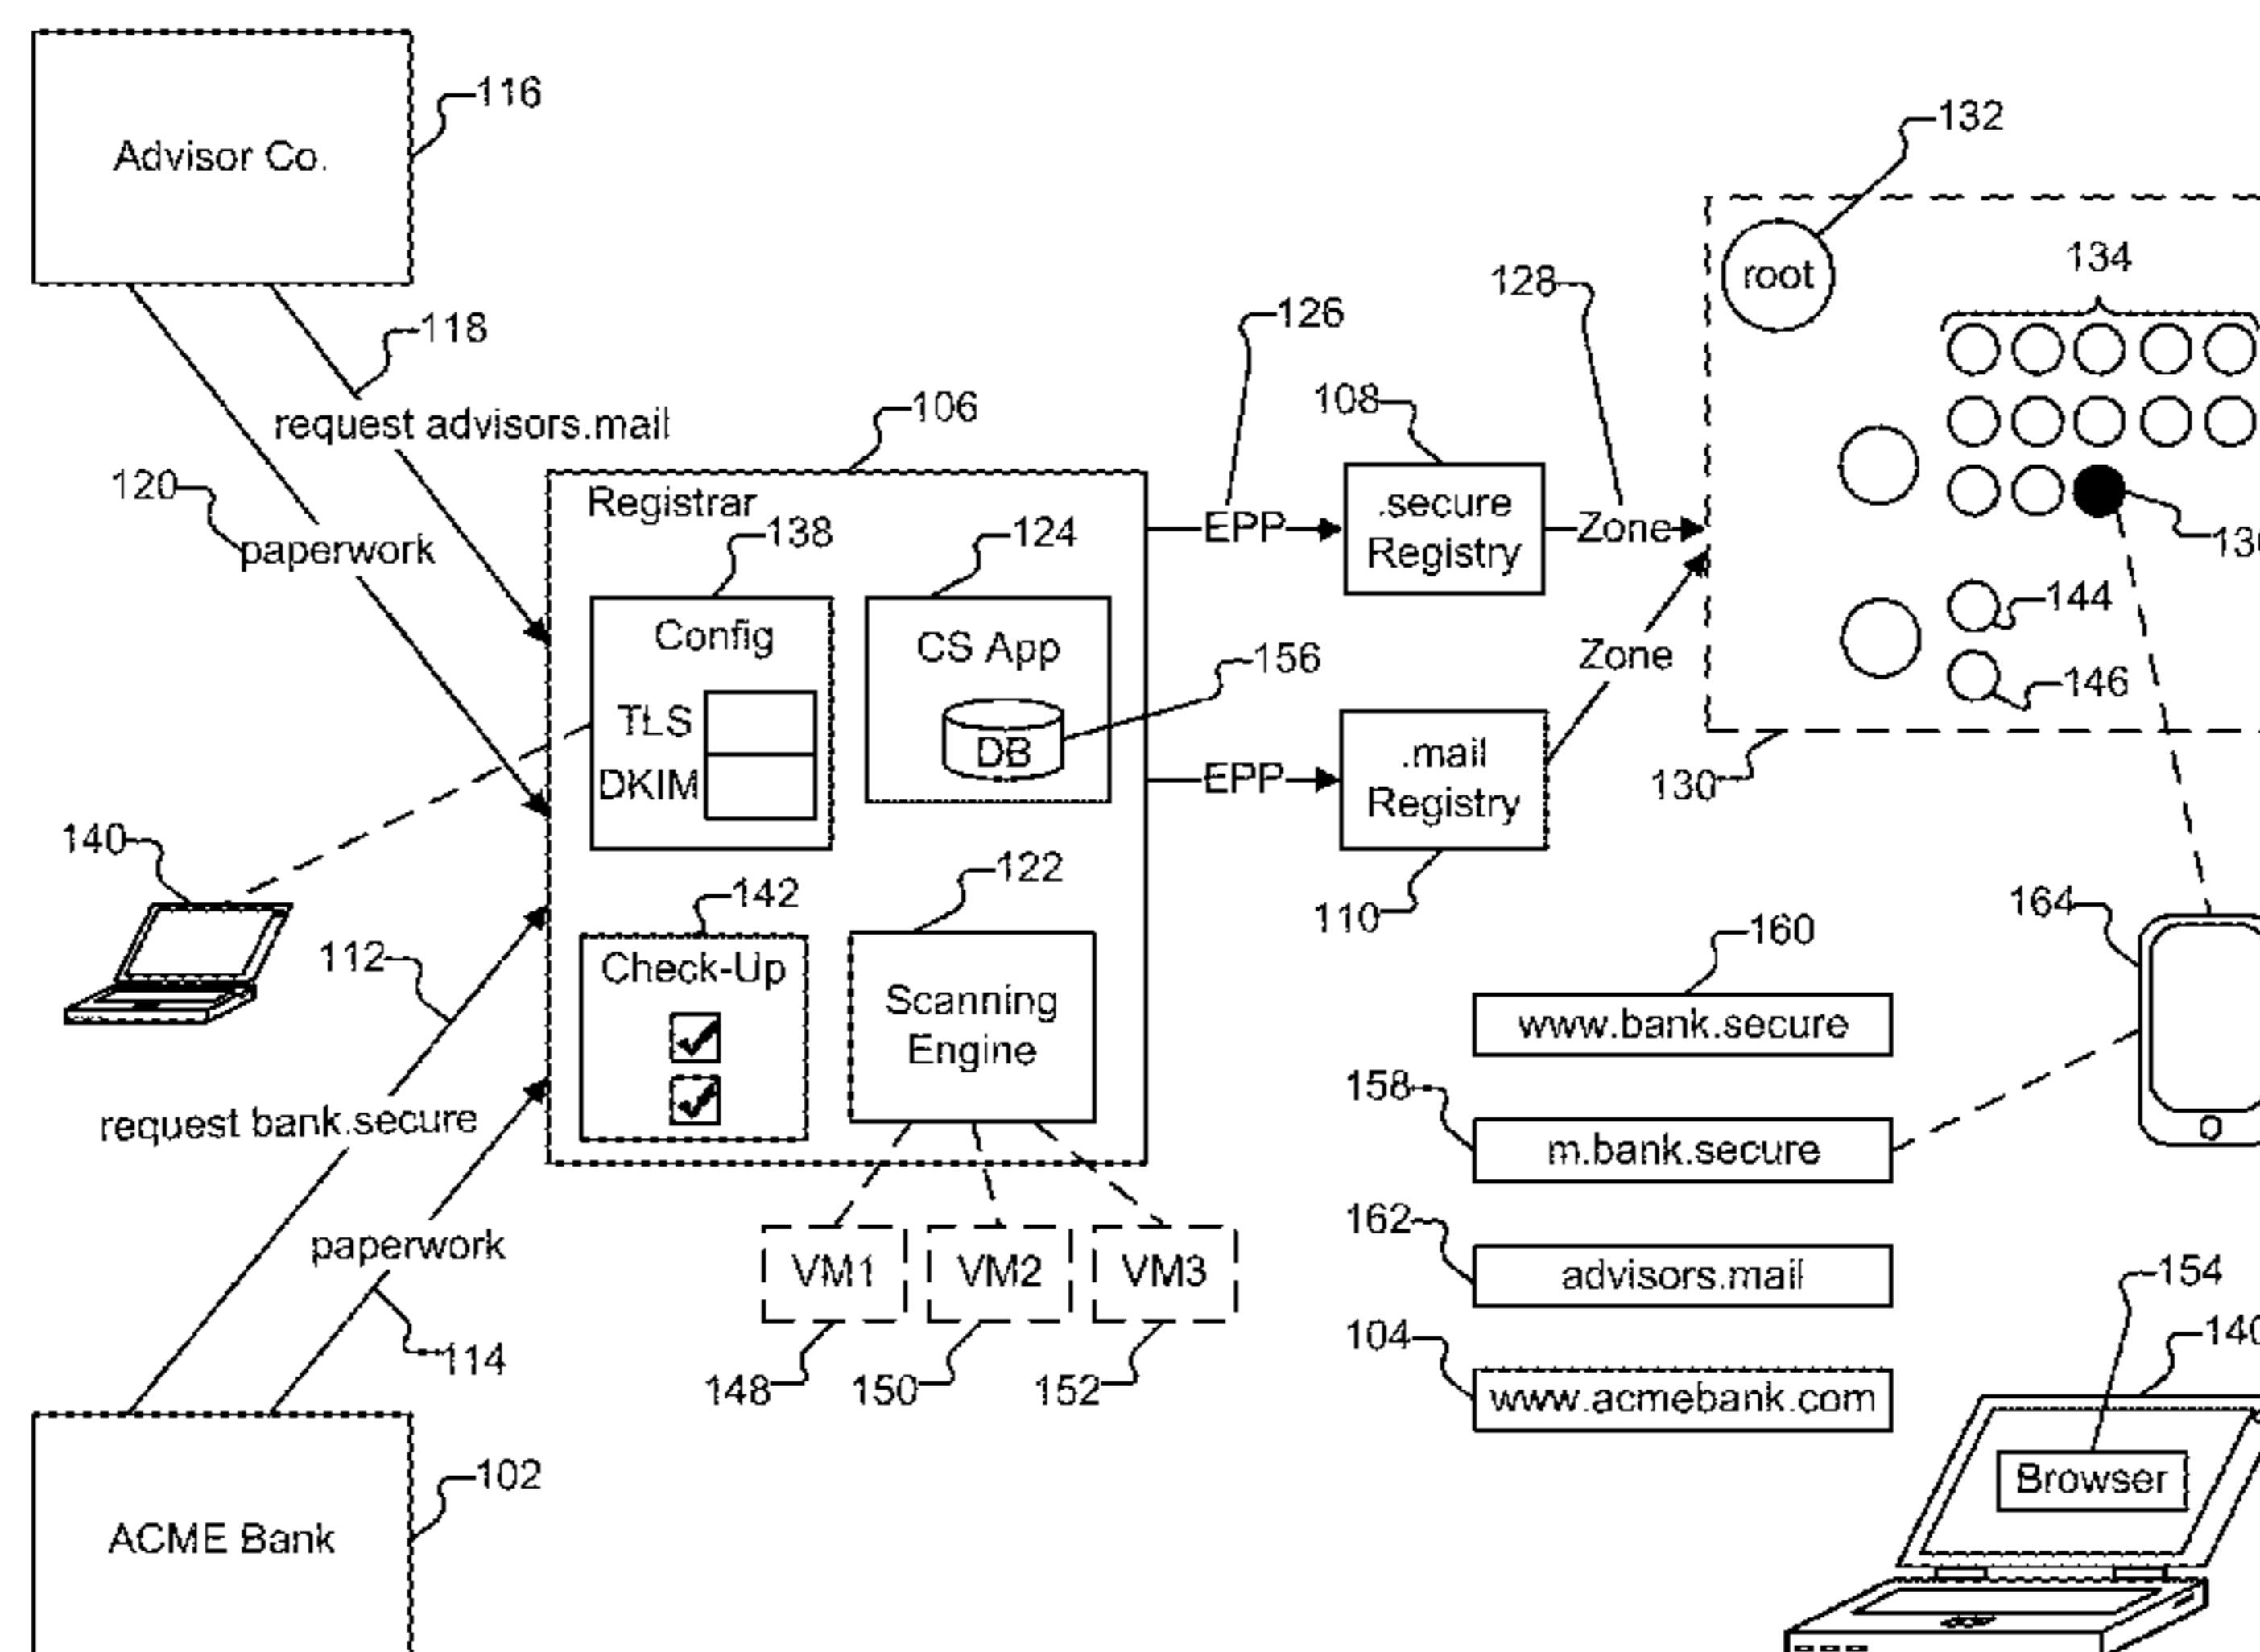 116
Advisor Co.
132
118
request advisors.mail
120
paperwork
106
Registrar
138
Config
TLS
DKIM
124
CS App
DB
156
126
EPP
108
.secure
Registry
128
Zone
root
134
144
146
130
Zone
EPP
.mail
Registry
110
140
142
Check-Up
122
Scanning
Engine
112
request bank.secure
paperwork
114
VM1
VM2
VM3
148
150
152
160
www.bank.secure
158
m.bank.secure
162
advisors.mail
104
www.acmebank.com
164
154
Browser
102
ACME Bank